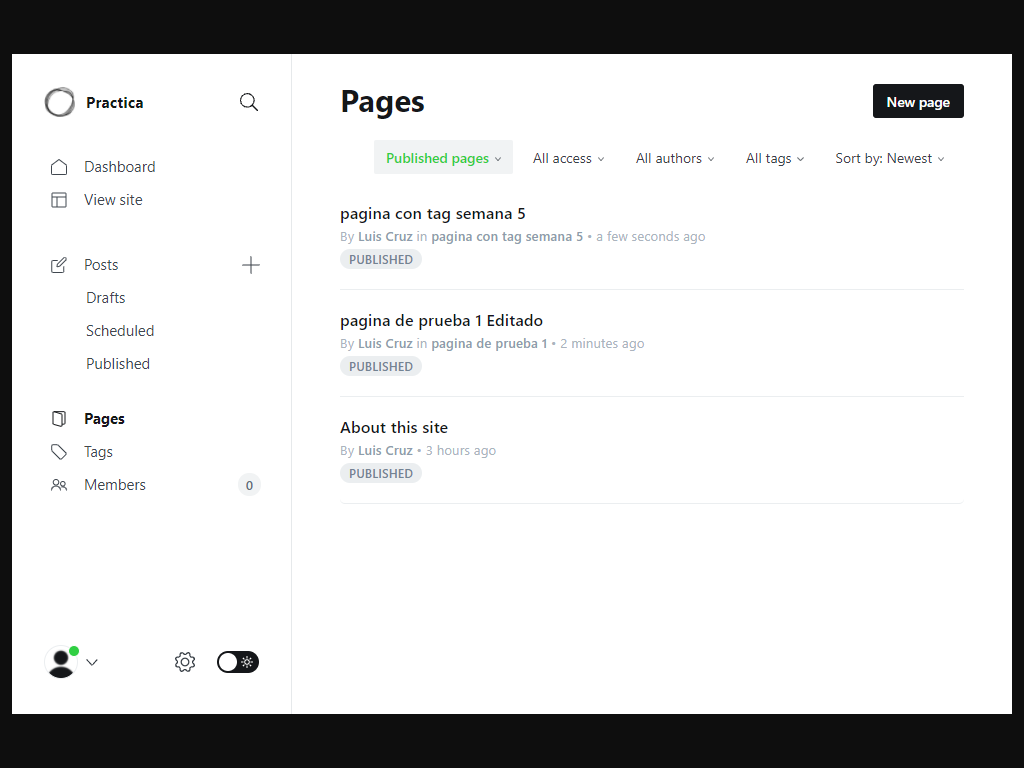 Practica
Dashboard
View site
Posts
Drafts
Scheduled
Published
Pages
Tags
Members 0
Pages
New page
Published pages All access All authors All tags Sort by: Newest
pagina con tag semana 5
By Luis Cruz in pagina con tag semana 5 • a few seconds ago
PUBLISHED
pagina de prueba 1 Editado
By Luis Cruz in pagina de prueba 1 • 2 minutes ago
PUBLISHED
About this site
By Luis Cruz • 3 hours ago
PUBLISHED